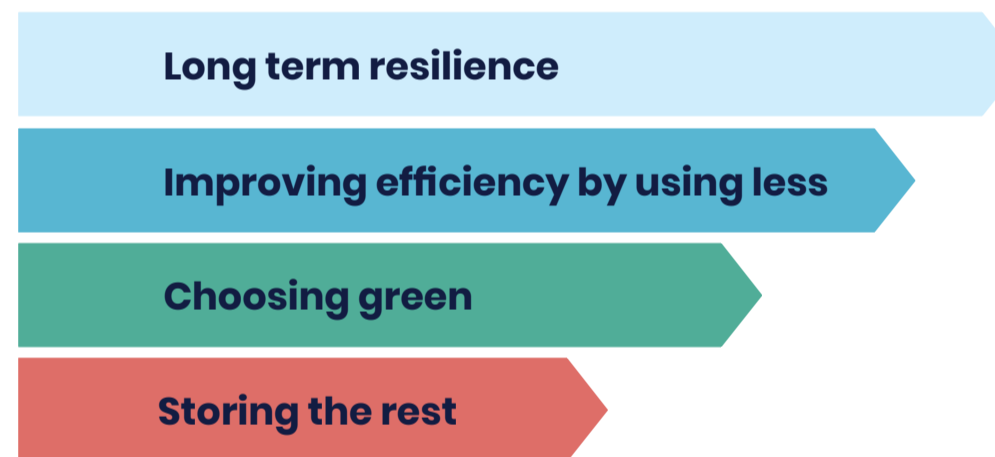 Long term resilience
Improving efficiency by using less
Choosing green
Storing the rest